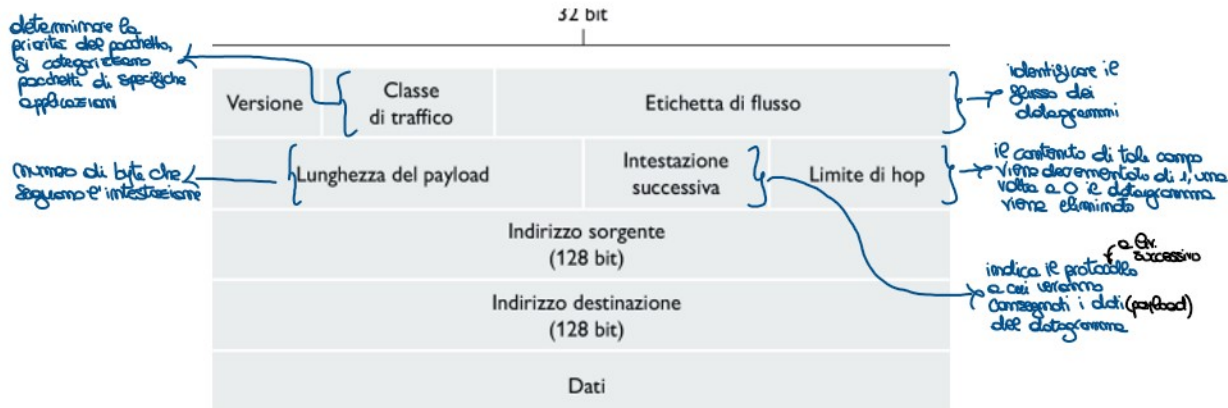 32 bit
determinare la
priorità del pacchetto,
si categorizzano
pacchetti di specifiche
applicazioni
Versione
Classe
di traffico
Etichetta di flusso
identificare il
flusso dei
datagrammi
numero di byte che
seguono l'intestazione
Lunghezza del payload
Intestazione
successiva
Limite di hop
il contenuto di tale campo
viene decrementato di 1, una
volta a 0 il datagramma
viene eliminato
Indirizzo sorgente
(128 bit)
a liv.
successivo
indica il protocollo
a cui verranno
consegnati i dati (payload)
del datagramma
Indirizzo destinazione
(128 bit)
Dati